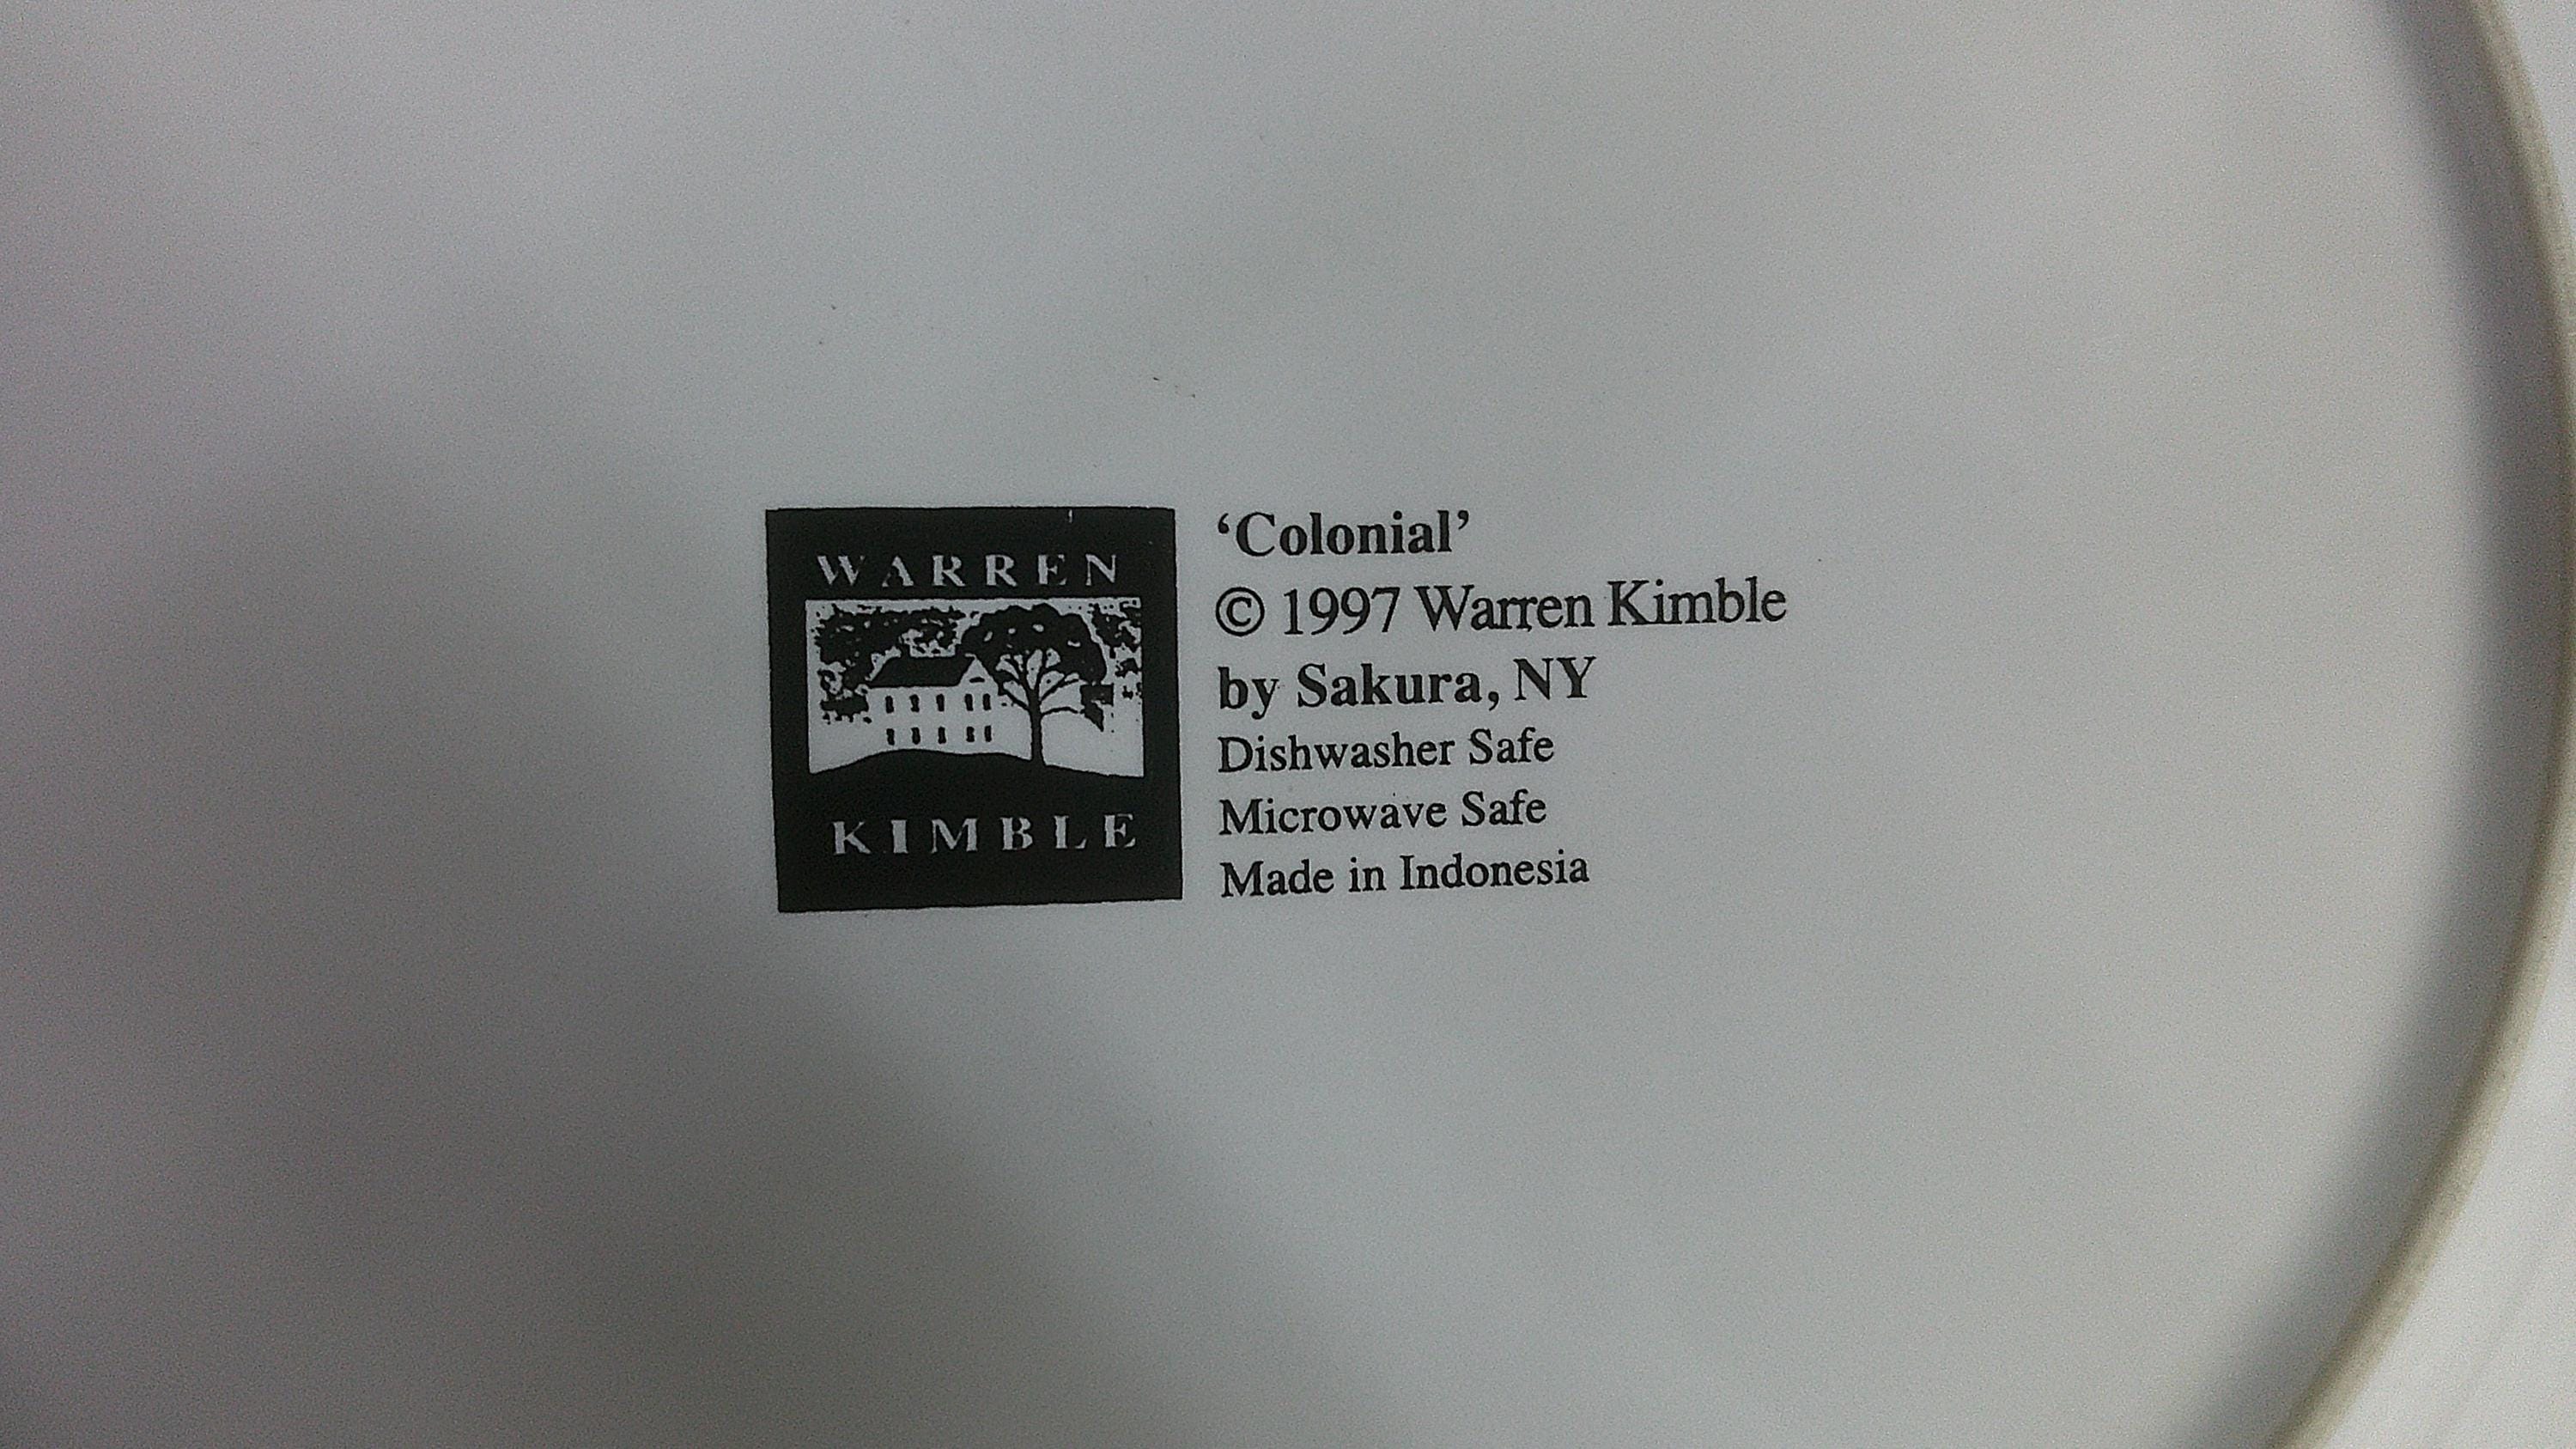 WARREN
KIMBLE
‘Colonial’
© 1997 Warren Kimble
by Sakura, NY
Dishwasher Safe
Microwave Safe
Made in Indonesia